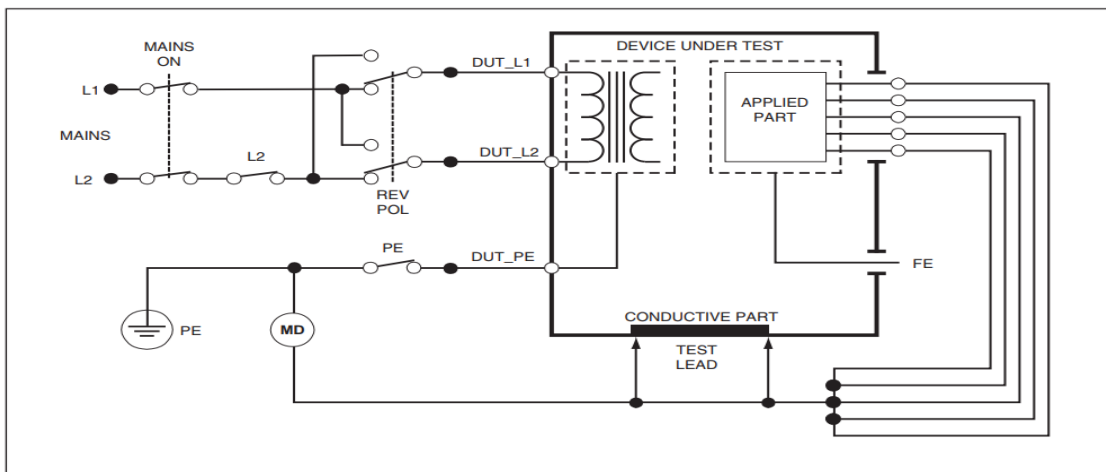 MAINS
ON
DEVICE UNDER TEST
DUT_L1
L1
APPLIED
PART
MAINS
L2
DUT_L2
L2
REV
POL
PE
DUT_PE
FE
PE
MD
CONDUCTIVE PART
TEST
LEAD